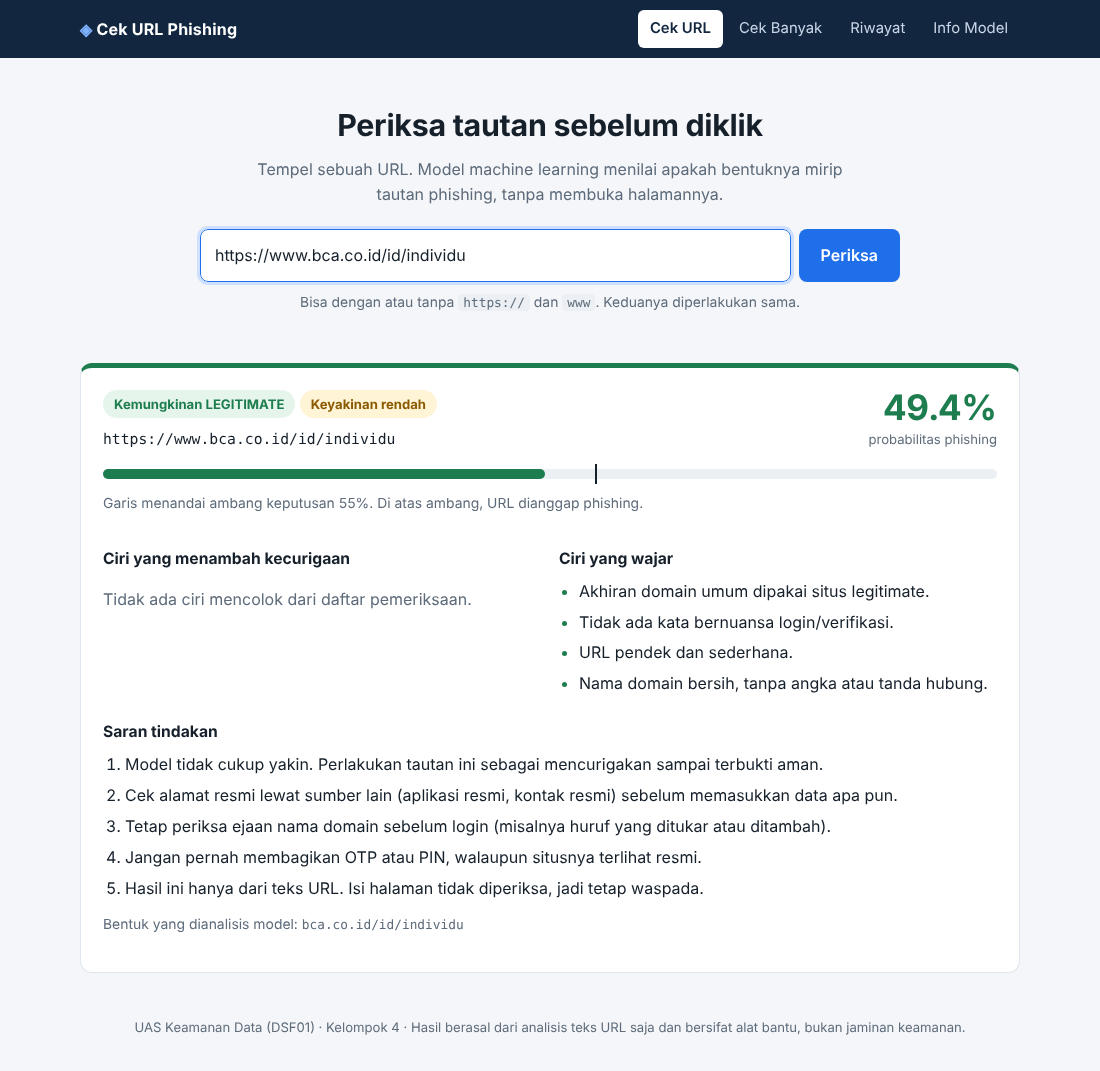 ◈ Cek URL Phishing
Cek URL
Cek Banyak
Riwayat
Info Model
Periksa tautan sebelum diklik
Tempel sebuah URL. Model machine learning menilai apakah bentuknya mirip
tautan phishing, tanpa membuka halamannya.
https://www.bca.co.id/id/individu
Periksa
Bisa dengan atau tanpa https:// dan www. Keduanya diperlakukan sama.
Kemungkinan LEGITIMATE
Keyakinan rendah
49.4%
https://www.bca.co.id/id/individu
probabilitas phishing
Garis menandai ambang keputusan 55%. Di atas ambang, URL dianggap phishing.
Ciri yang menambah kecurigaan
Tidak ada ciri mencolok dari daftar pemeriksaan.
Ciri yang wajar
• Akhiran domain umum dipakai situs legitimate.
• Tidak ada kata bernuansa login/verifikasi.
• URL pendek dan sederhana.
• Nama domain bersih, tanpa angka atau tanda hubung.
Saran tindakan
1. Model tidak cukup yakin. Perlakukan tautan ini sebagai mencurigakan sampai terbukti aman.
2. Cek alamat resmi lewat sumber lain (aplikasi resmi, kontak resmi) sebelum memasukkan data apa pun.
3. Tetap periksa ejaan nama domain sebelum login (misalnya huruf yang ditukar atau ditambah).
4. Jangan pernah membagikan OTP atau PIN, walaupun situsnya terlihat resmi.
5. Hasil ini hanya dari teks URL. Isi halaman tidak diperiksa, jadi tetap waspada.
Bentuk yang dianalisis model: bca.co.id/id/individu
UAS Keamanan Data (DSF01) · Kelompok 4 · Hasil berasal dari analisis teks URL saja dan bersifat alat bantu, bukan jaminan keamanan.